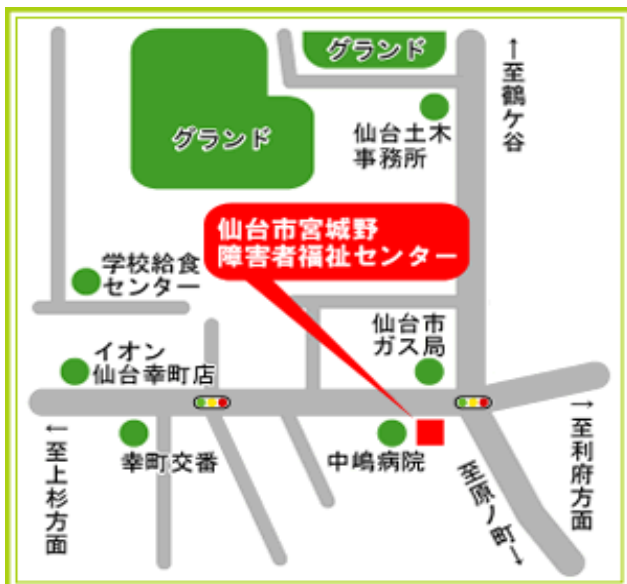 グランド
↑至鶴ケ谷
グランド
仙台土木
事務所
仙台市宮城野
障害者福祉センター
学校給食
センター
仙台市
ガス局
イオン
仙台幸町店
←至上杉方面
幸町交番
中嶋病院
至原ノ町→
→至利府方面